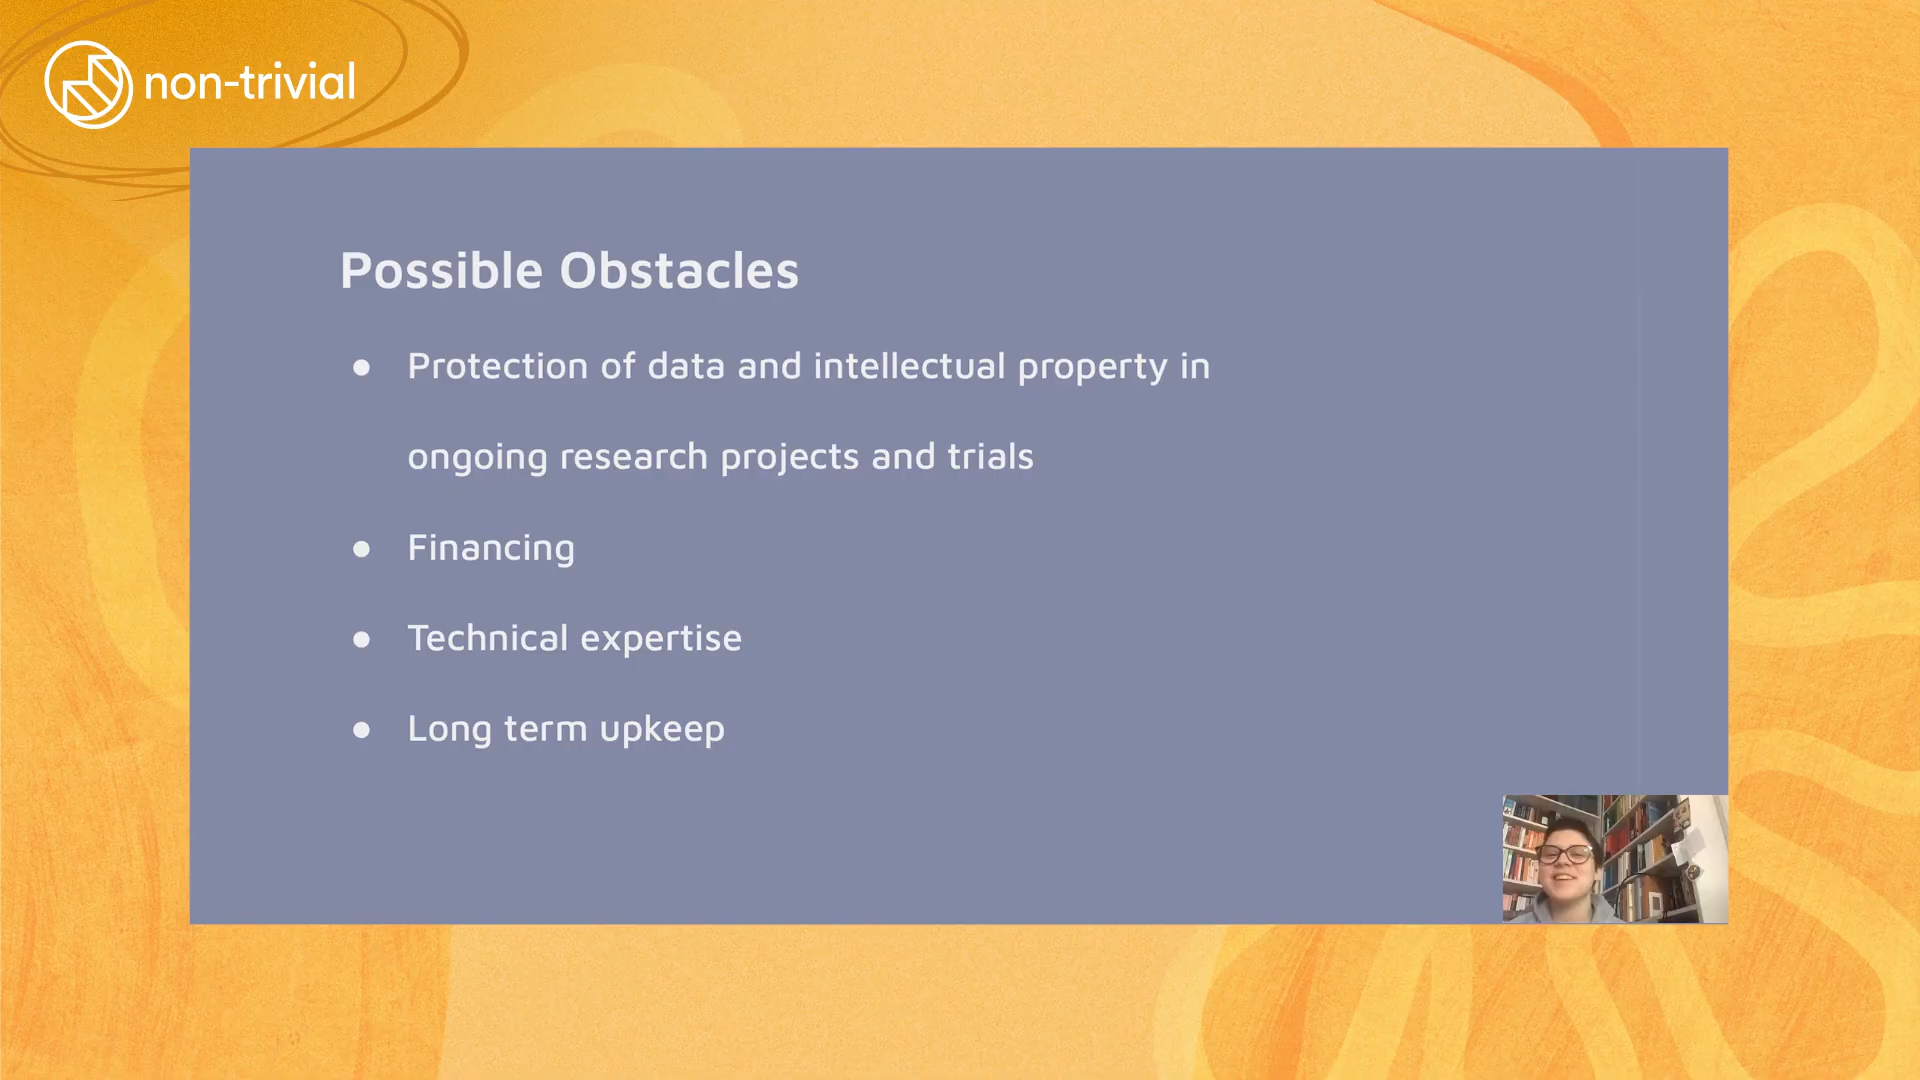 non-trivial
Possible Obstacles
● Protection of data and intellectual property in
ongoing research projects and trials
● Financing
● Technical expertise
● Long term upkeep